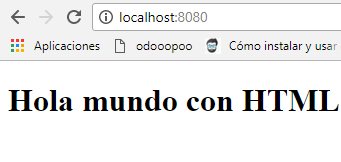 localhost:8080
Aplicaciones odooopoo Cómo instalar y usar
Hola mundo con HTML